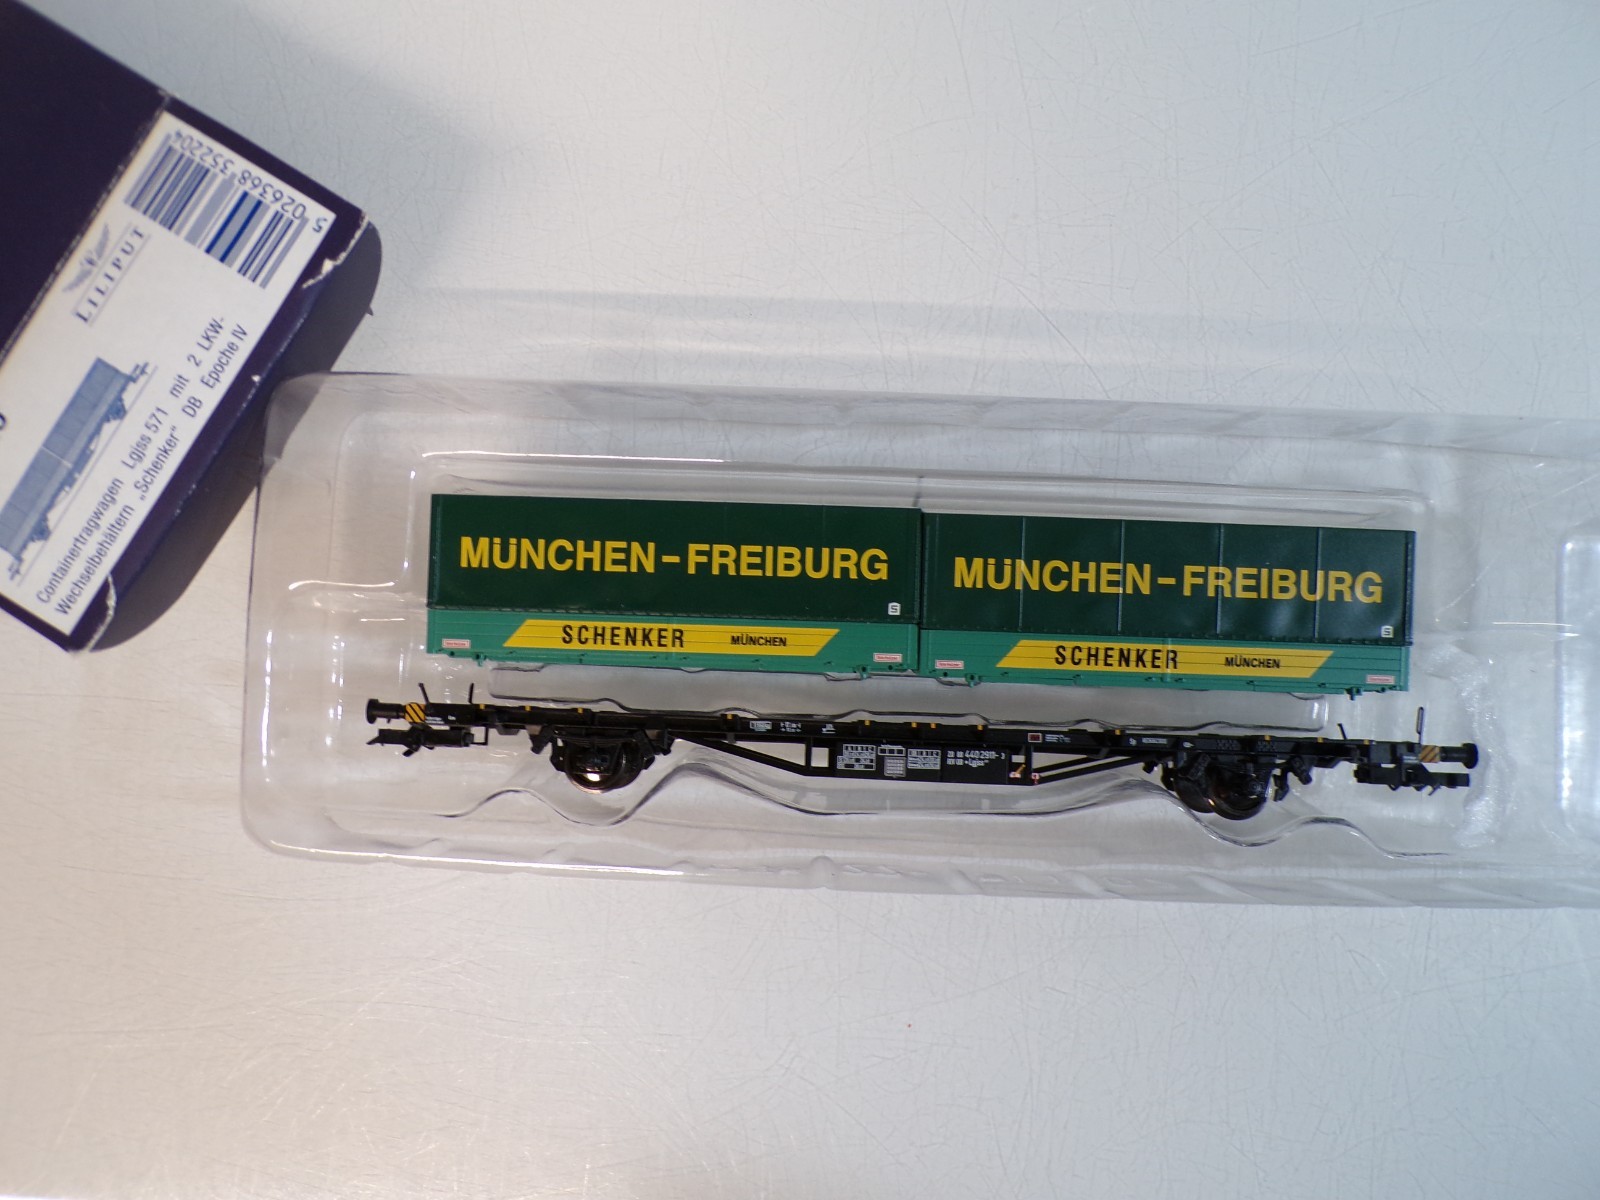 5 026368 352204
LILIPUT
Containertragwagen Lgjss 571 mit 2 LKW-
Wechselbehältern „Schenker“ DB Epoche IV
MÜNCHEN-FREIBURG
S
SCHENKER MÜNCHEN
MÜNCHEN-FREIBURG
S
SCHENKER MÜNCHEN